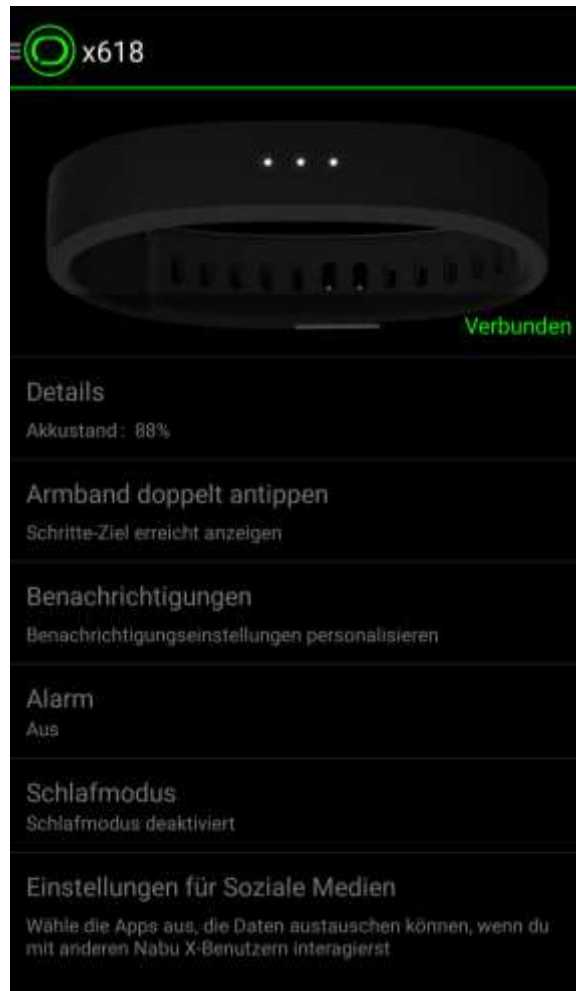 x618
Verbunden
Details
Akkustand : 88%
Armband doppelt antippen
Schritte-Ziel erreicht anzeigen
Benachrichtigungen
Benachrichtigungseinstellungen personalisieren
Alarm
Aus
Schlafmodus
Schlafmodus deaktiviert
Einstellungen für Soziale Medien
Wähle die Apps aus, die Daten austauschen können, wenn du
mit anderen Nabu X-Benutzern interagierst